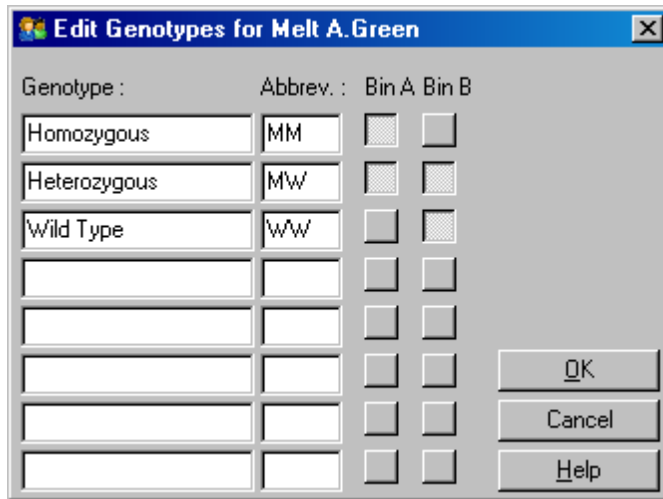 Edit Genotypes for Melt A.Green
Genotype : Abbrev. : Bin A Bin B
Homozygous MM
Heterozygous MW
Wild Type WW
OK
Cancel
Help